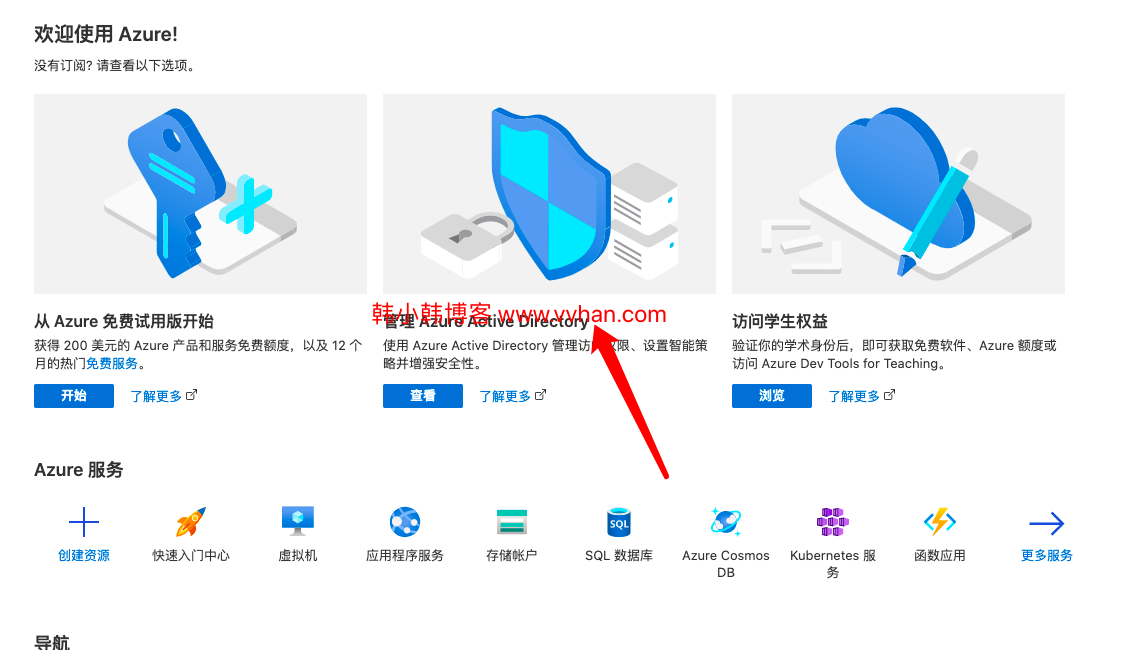 欢迎使用 Azure!
没有订阅? 请查看以下选项。
韩小韩博客 www.vvhan.com
从 Azure 免费试用版开始
获得 200 美元的 Azure 产品和服务免费额度，以及 12 个
月的热门免费服务。
开始 了解更多
管理 Azure Active Directory
使用 Azure Active Directory 管理访问权限、设置智能策
略并增强安全性。
查看 了解更多
访问学生权益
验证你的学术身份后，即可获取免费软件、Azure 额度或
访问 Azure Dev Tools for Teaching。
浏览 了解更多
Azure 服务
创建资源
快速入门中心
虚拟机
应用程序服务
存储帐户
SQL
SQL 数据库
Azure Cosmos
DB
Kubernetes 服
务
函数应用
更多服务
导航